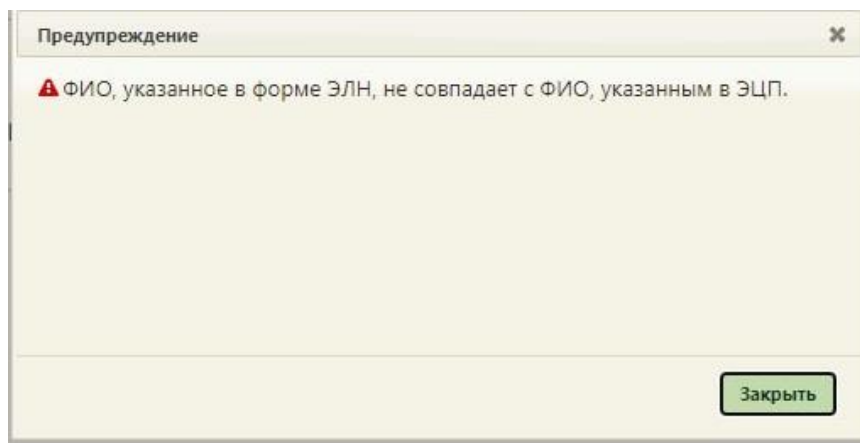 Предупреждение
ФИО, указанное в форме ЭЛН, не совпадает с ФИО, указанным в ЭЦП.
Закрыть